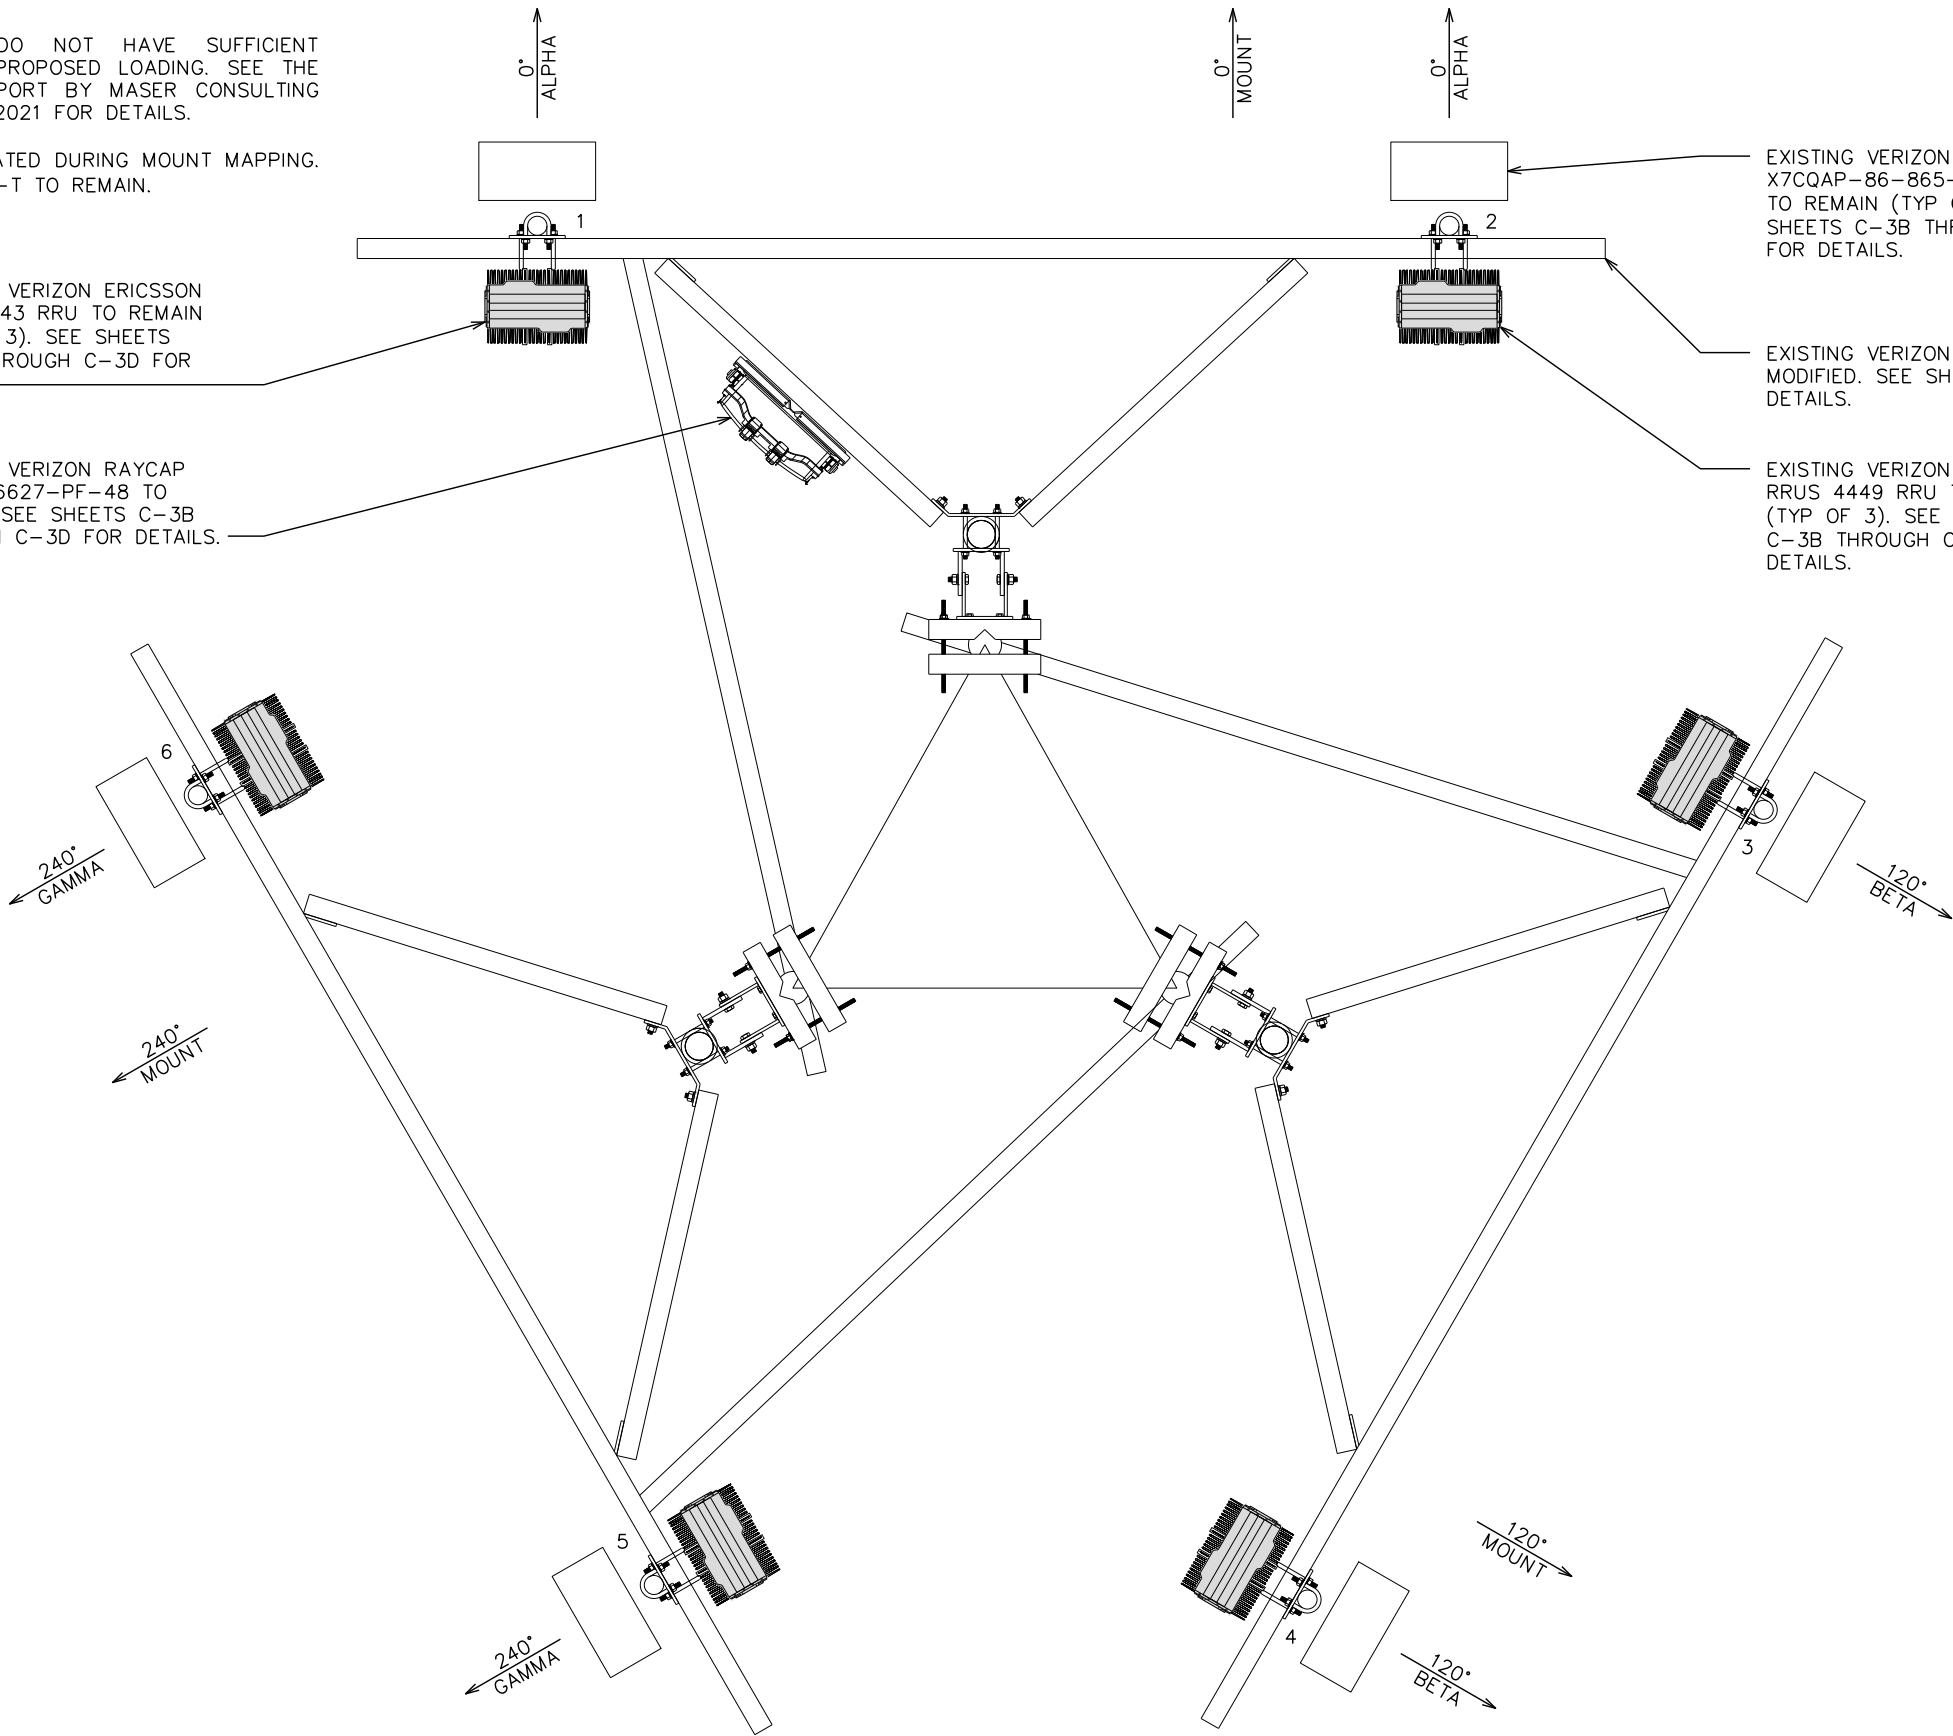 DO NOT HAVE SUFFICIENT
PROPOSED LOADING. SEE THE
PORT BY MASER CONSULTING
2021 FOR DETAILS.
ATED DURING MOUNT MAPPING.
-T TO REMAIN.
0°
ALPHA
0°
MOUNT
0°
ALPHA
1
2
EXISTING VERIZON
X7CQAP-86-865-
TO REMAIN (TYP
SHEETS C-3B THR
FOR DETAILS.
VERIZON ERICSSON
43 RRU TO REMAIN
3). SEE SHEETS
ROUGH C-3D FOR
EXISTING VERIZON
MODIFIED. SEE SH
DETAILS.
VERIZON RAYCAP
6627-PF-48 TO
SEE SHEETS C-3B
C-3D FOR DETAILS.
EXISTING VERIZON
RRUS 4449 RRU
(TYP OF 3). SEE
C-3B THROUGH C
DETAILS.
6
3
240°
GAMMA
120°
BETA
240°
MOUNT
5
4
120°
MOUNT
240°
GAMMA
120°
BETA